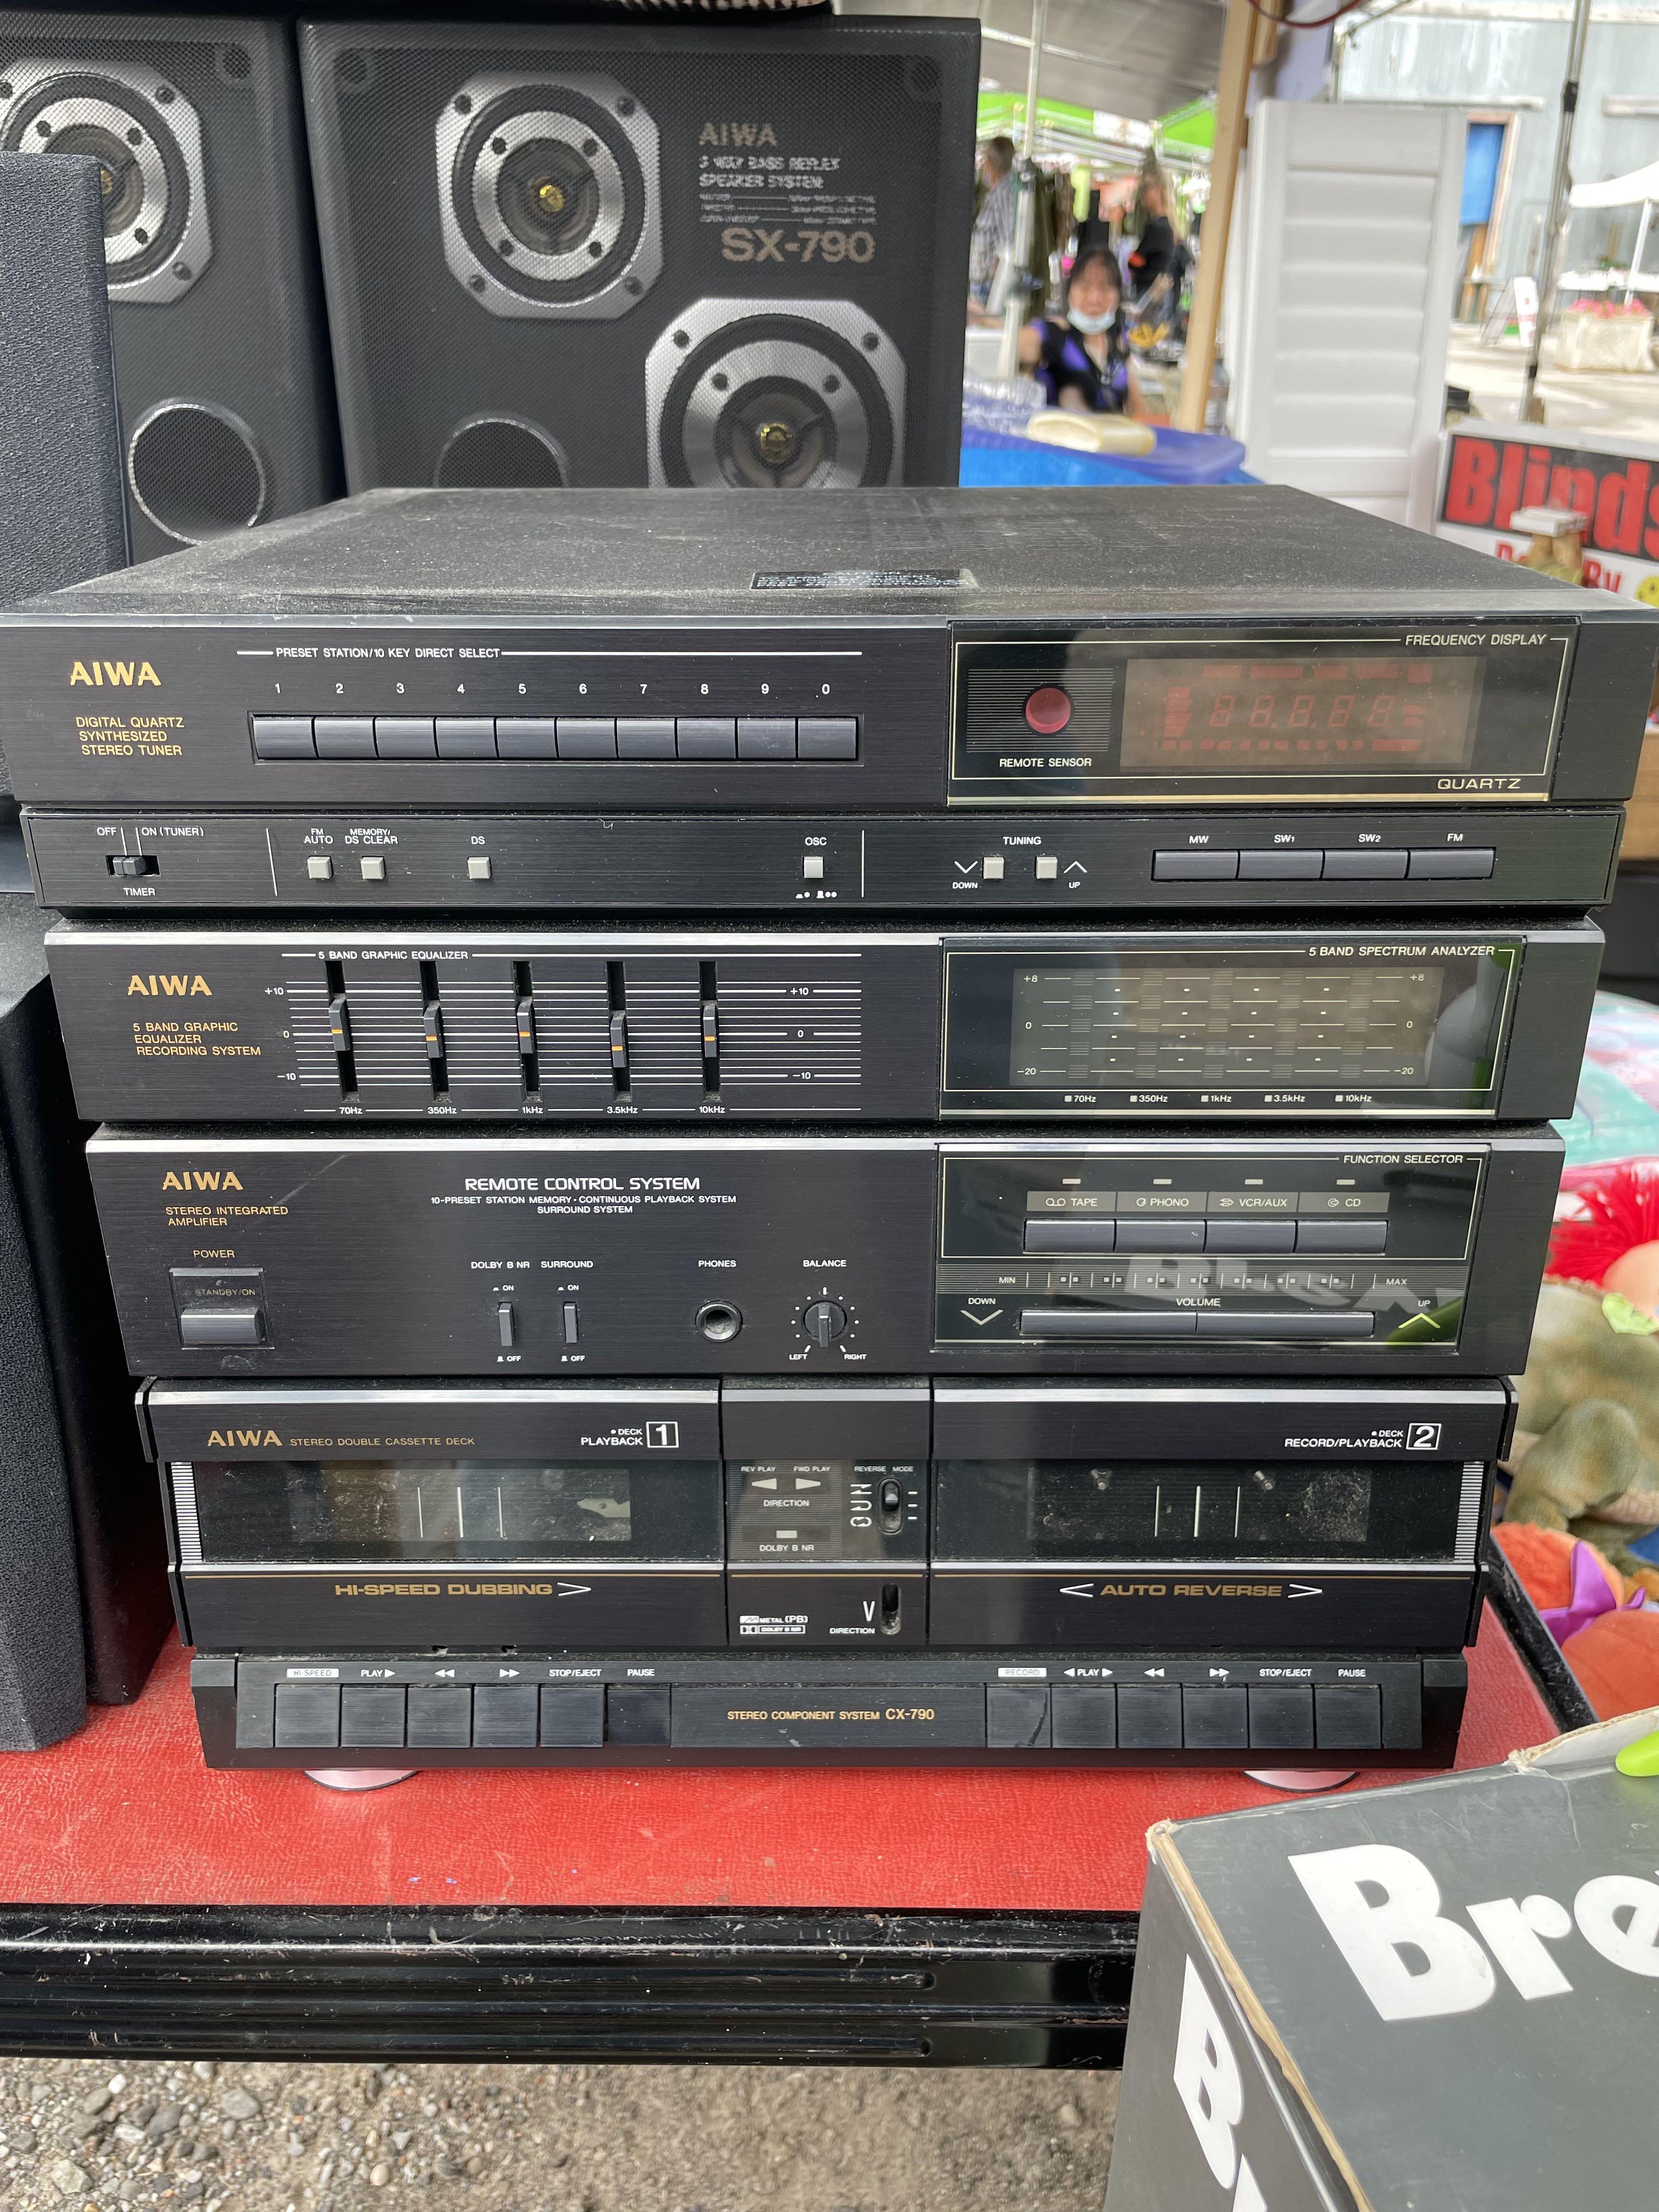 AIWA
3 WAY BASS REFLEX
SPEAKER SYSTEM
SX-790
Blinds
By
AIWA
DIGITAL QUARTZ
SYNTHESIZED
STEREO TUNER
PRESET STATION/10 KEY DIRECT SELECT
1 2 3 4 5 6 7 8 9 0
FREQUENCY DISPLAY
REMOTE SENSOR
QUARTZ
OFF ON (TUNER)
TIMER
FM AUTO
MEMORY/ DS CLEAR
DS
OSC
TUNING
DOWN UP
MW SW1 SW2 FM
AIWA
5 BAND GRAPHIC
EQUALIZER
RECORDING SYSTEM
5 BAND GRAPHIC EQUALIZER
+10 +10
0 0
-10 -10
70Hz 350Hz 1kHz 3.5kHz 10kHz
5 BAND SPECTRUM ANALYZER
+8 +8
0 0
-20 -20
70Hz 350Hz 1kHz 3.5kHz 10kHz
AIWA
STEREO INTEGRATED
AMPLIFIER
REMOTE CONTROL SYSTEM
10-PRESET STATION MEMORY • CONTINUOUS PLAYBACK SYSTEM
SURROUND SYSTEM
POWER
STANDBY/ON
DOLBY B NR SURROUND
ON ON
OFF OFF
PHONES
BALANCE
LEFT RIGHT
FUNCTION SELECTOR
TAPE PHONO VCR/AUX CD
MIN MAX
DOWN VOLUME UP
AIWA STEREO DOUBLE CASSETTE DECK
DECK
PLAYBACK 1
REV PLAY FWD PLAY
DIRECTION
REVERSE MODE
DOLBY B NR
DECK
RECORD/PLAYBACK 2
HI-SPEED DUBBING
METAL (PB)
DOLBY B NR
DIRECTION
AUTO REVERSE
HI-SPEED PLAY STOP/EJECT PAUSE
STEREO COMPONENT SYSTEM CX-790
RECORD PLAY STOP/EJECT PAUSE
Bre
B